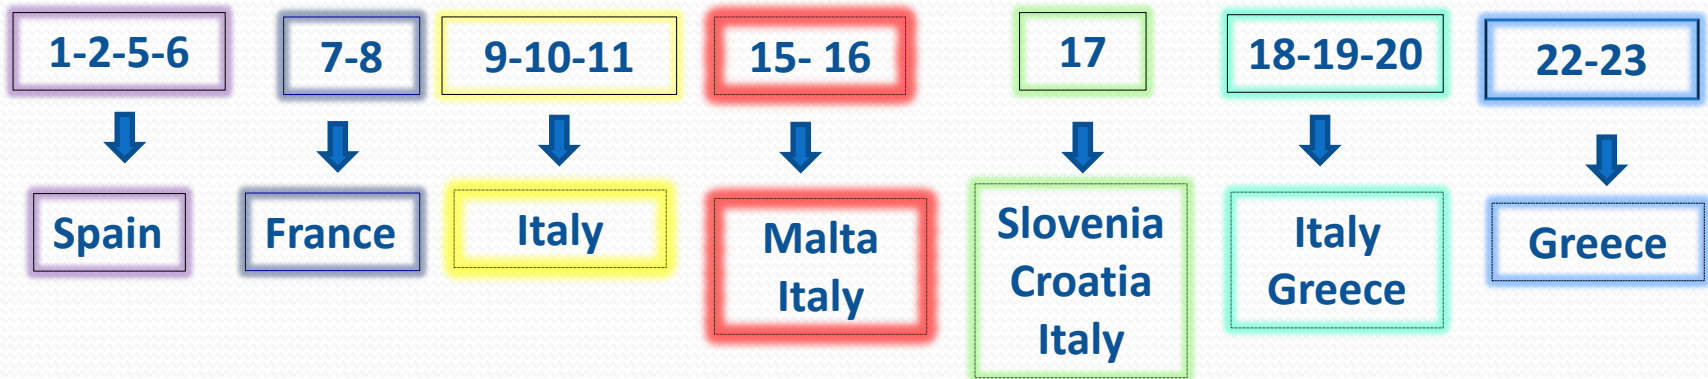 1-2-5-6
7-8
9-10-11
15- 16
17
18-19-20
22-23
Spain
France
Italy
Malta
Italy
Slovenia
Croatia
Italy
Italy
Greece
Greece